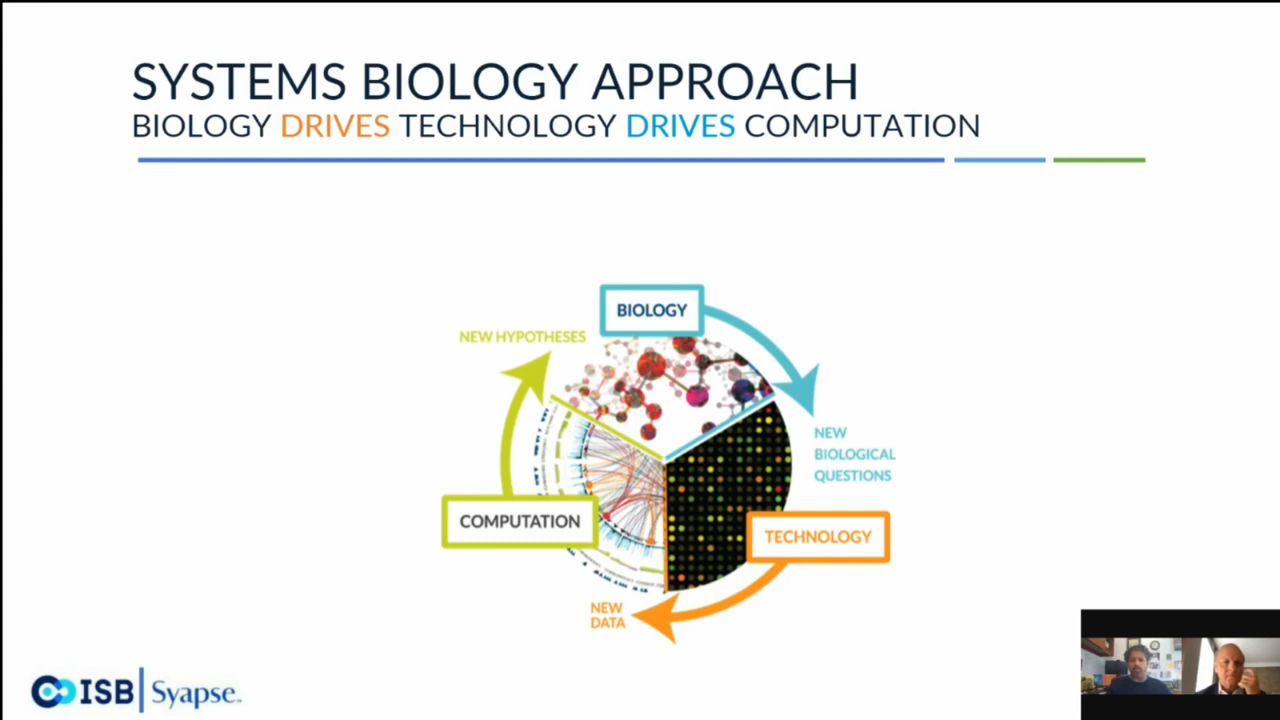 SYSTEMS BIOLOGY APPROACH
BIOLOGY DRIVES TECHNOLOGY DRIVES COMPUTATION
BIOLOGY
NEW HYPOTHESES
NEW
BIOLOGICAL
QUESTIONS
COMPUTATION
TECHNOLOGY
NEW
DATA
ISB Syapse™